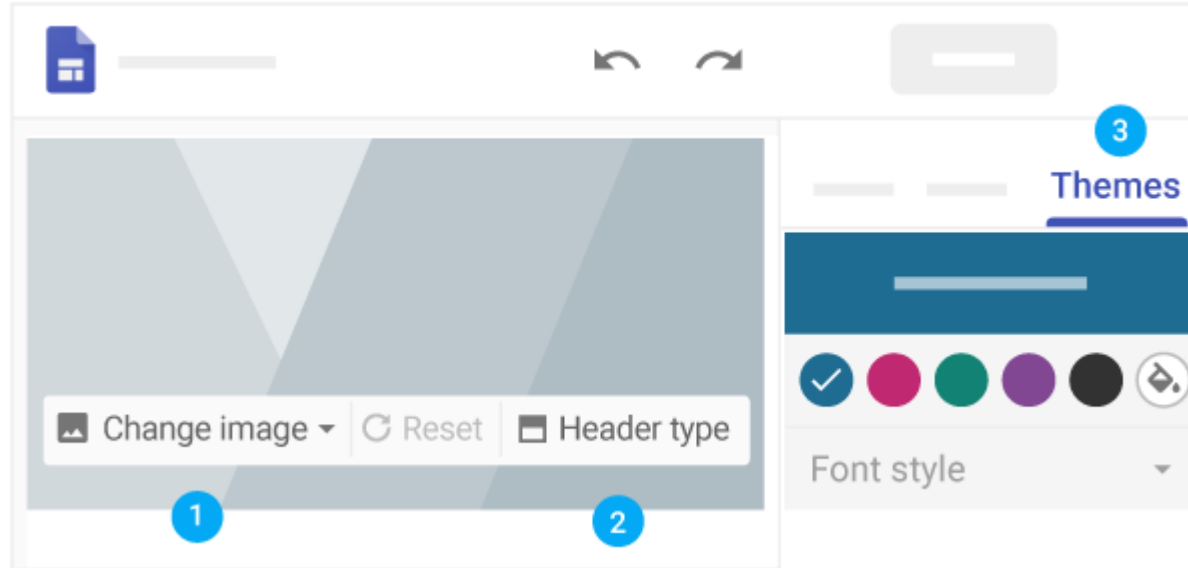 3
Themes
Change image
Reset
Header type
Font style
1
2